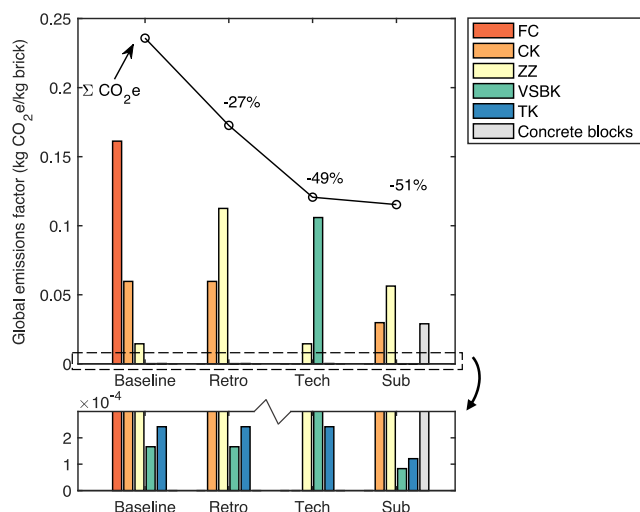 Global emissions factor (kg CO2e/kg brick)
0.25
0.2
0.15
0.1
0.05
0
Σ CO2e
-27%
-49%
-51%
Baseline Retro Tech Sub
FC
CK
ZZ
VSBK
TK
Concrete blocks
×10^-4
2
1
0
Baseline Retro Tech Sub